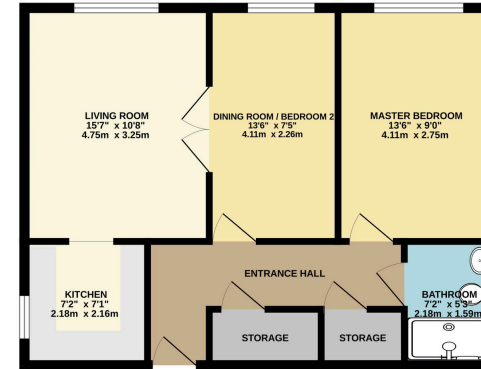 LIVING ROOM
15'7" x 10'8"
4.75m x 3.25m
DINING ROOM / BEDROOM 2
13'6" x 7'5"
4.11m x 2.26m
MASTER BEDROOM
13'6" x 9'0"
4.11m x 2.75m
ENTRANCE HALL
KITCHEN
7'2" x 7'1"
2.18m x 2.16m
BATHROOM
7'2" x 5'3"
2.18m x 1.59m
STORAGE
STORAGE